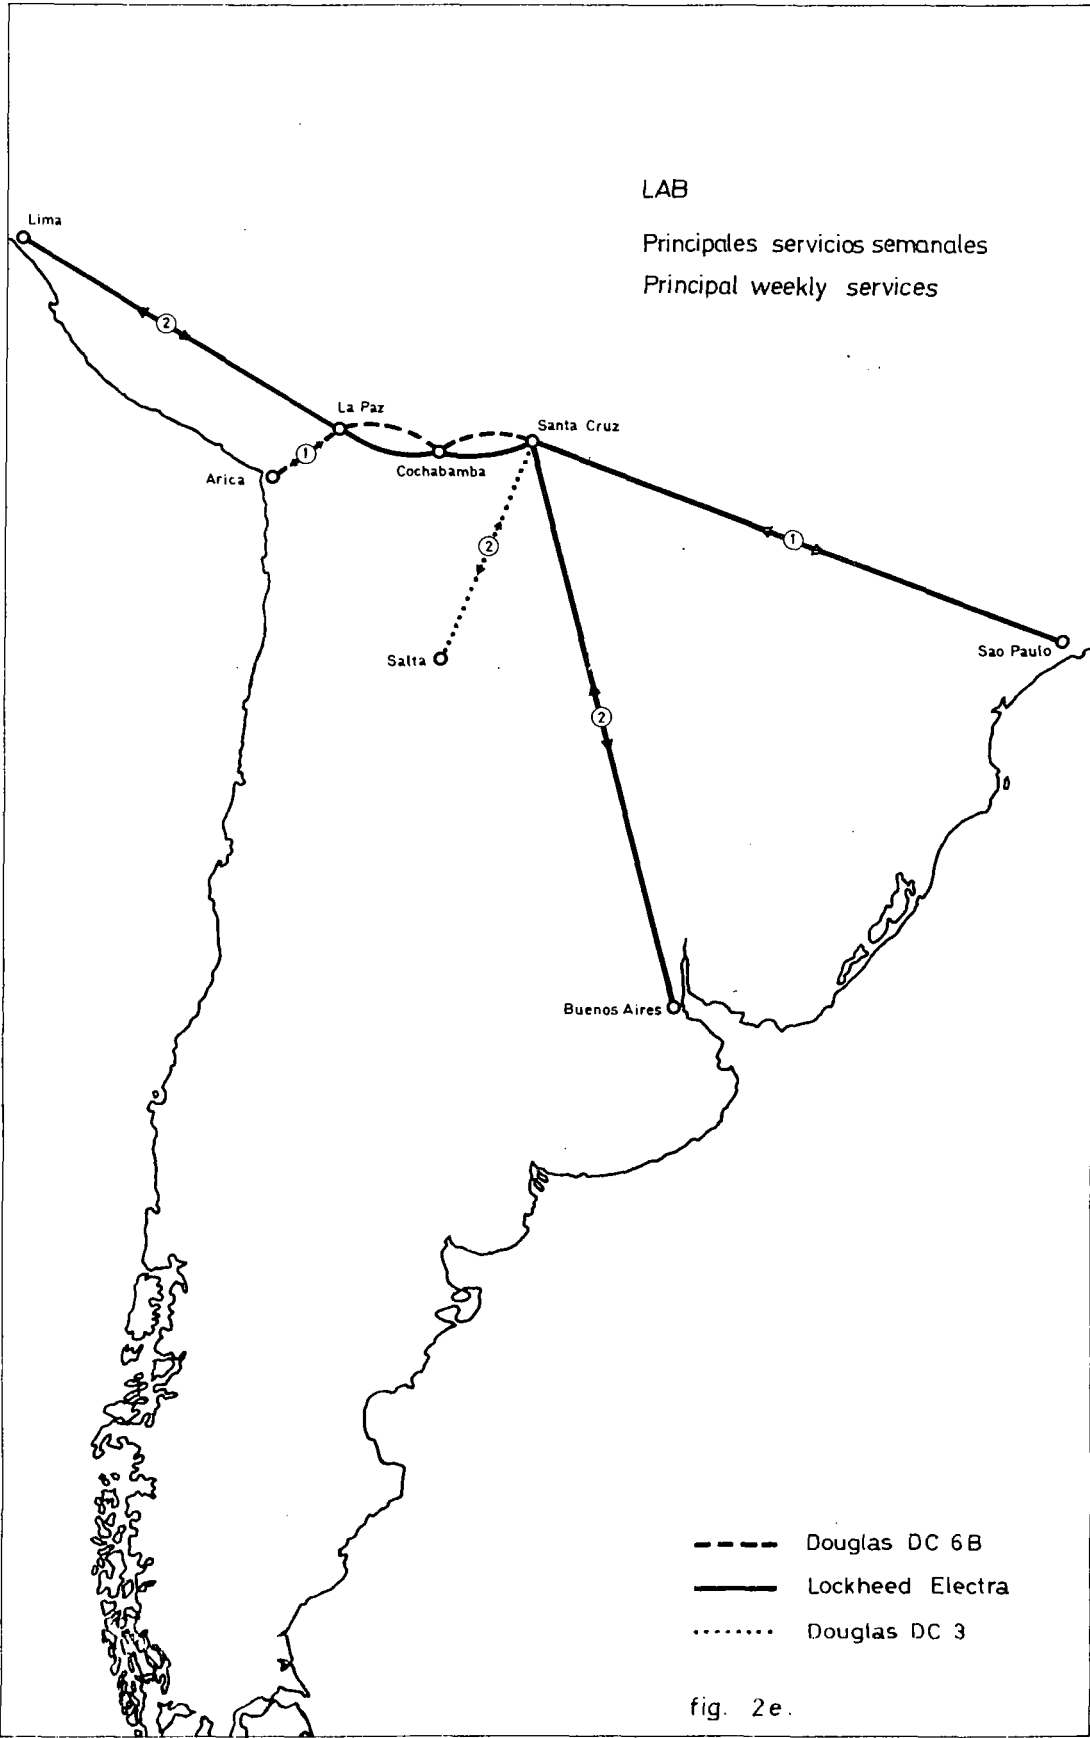 LAB
Principales servicios semanales
Principal weekly services
Lima
2
La Paz
Santa Cruz
1
Cochabamba
Arica
1
2
Salta
Sao Paulo
2
Buenos Aires
Douglas DC 6B
Lockheed Electra
Douglas DC 3
fig. 2e.